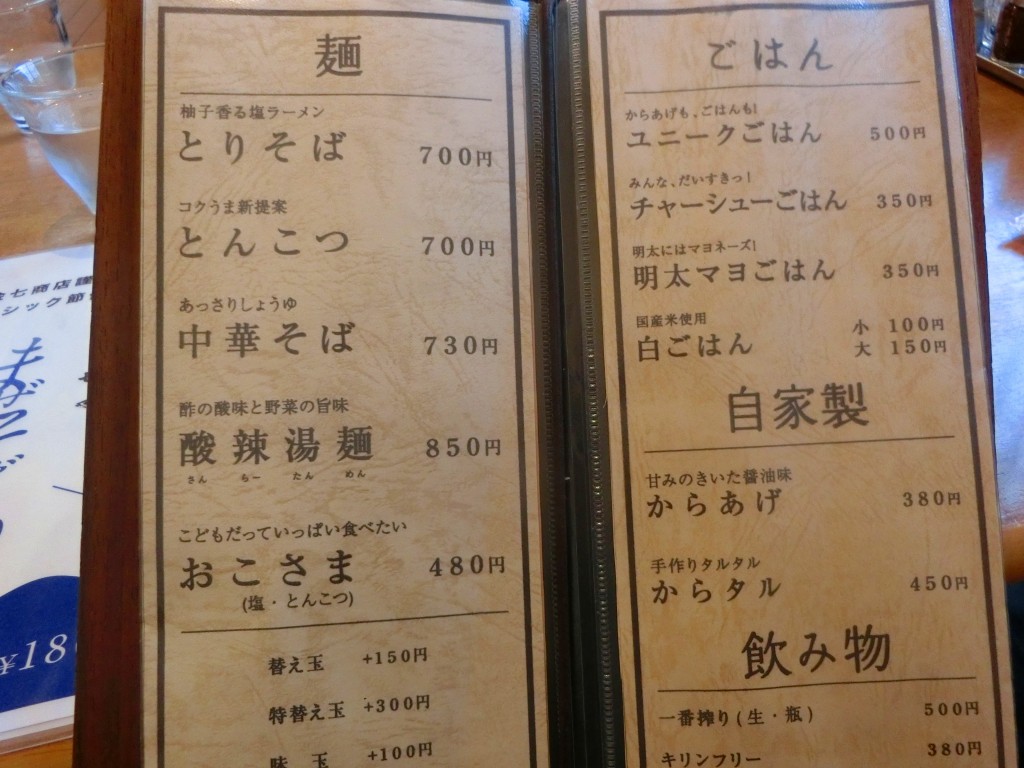 麺
柚子香る塩ラーメン
とりそば 700円
コクうま新提案
とんこつ 700円
あっさりしょうゆ
中華そば 730円
酢の酸味と野菜の旨味
酸辣湯麺 850円
さん らー たん めん
こどもだっていっぱい食べたい
おこさま 480円
(塩・とんこつ)
替え玉 +150円
特替え玉 +300円
味玉 +100円
ごはん
からあげも、ごはんも!
ユニークごはん 500円
みんな、だいすきっ!
チャーシューごはん 350円
明太にはマヨネーズ!
明太マヨごはん 350円
国産米使用
白ごはん 小 100円
大 150円
自家製
甘みのきいた醤油味
からあげ 380円
手作りタルタル
からタル 450円
飲み物
一番搾り(生・瓶) 500円
キリンフリー 380円
七商店
シック節
¥18